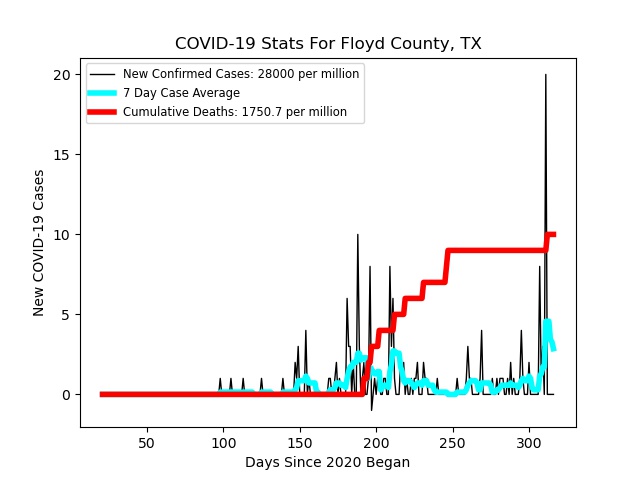 COVID-19 Stats For Floyd County, TX
New Confirmed Cases: 28000 per million
7 Day Case Average
Cumulative Deaths: 1750.7 per million
New COVID-19 Cases
20
15
10
5
0
50 100 150 200 250 300
Days Since 2020 Began